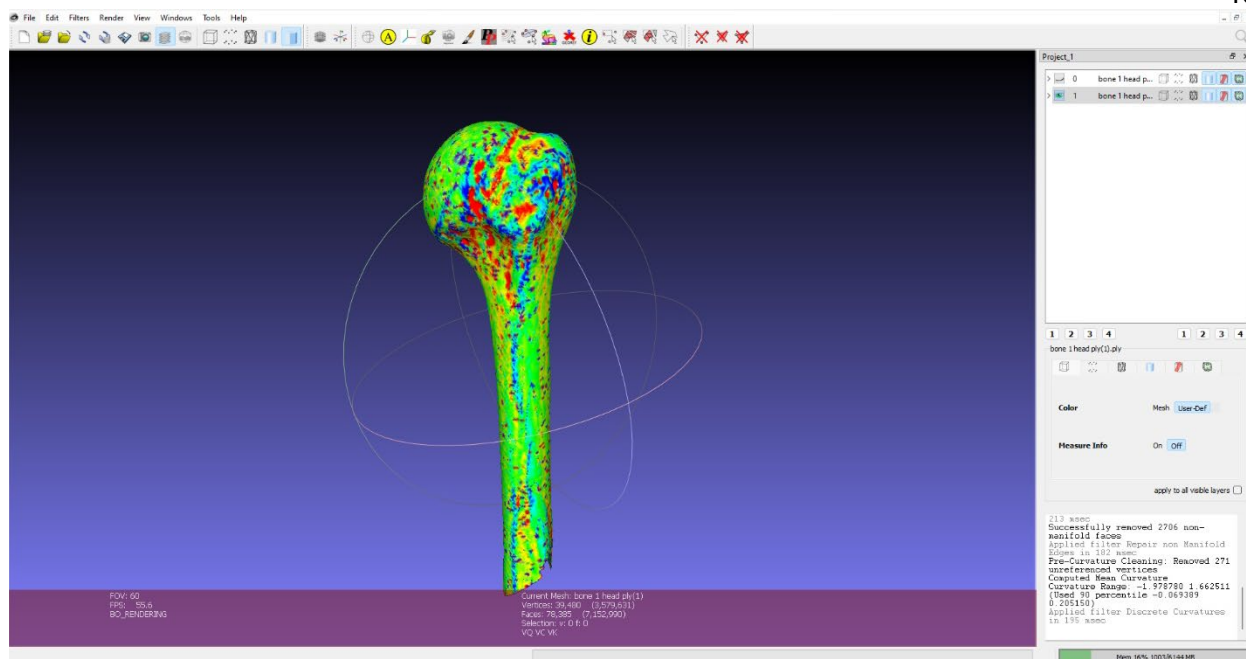 File Edit Filters Render View Windows Tools Help
Project_1
0 bone 1 head p...
1 bone 1 head p...
1 2 3 4 1 2 3 4
bone 1 head ply(1).ply
Color Mesh User-Def
Measure Info On Off
apply to all visible layers
213 msec
Successfully removed 2706 non-
manifold faces
Applied filter Repair non Manifold
Edges in 182 msec
Pre-Curvature Cleaning: Removed 271
unreferenced vertices
Computed Mean Curvature
Curvature Range: -1.978780 1.662511
(Used 90 percentile -0.069389
0.205150)
Applied filter Discrete Curvatures
in 195 msec
FOV: 60
FPS: 55.6
BO_RENDERING
Current Mesh: bone 1 head ply(1)
Vertices: 39,480 (3,579,631)
Faces: 78,385 (7,152,990)
Selection: v: 0 f: 0
VQ VC VK
Mem 16% 1003/6144 MB